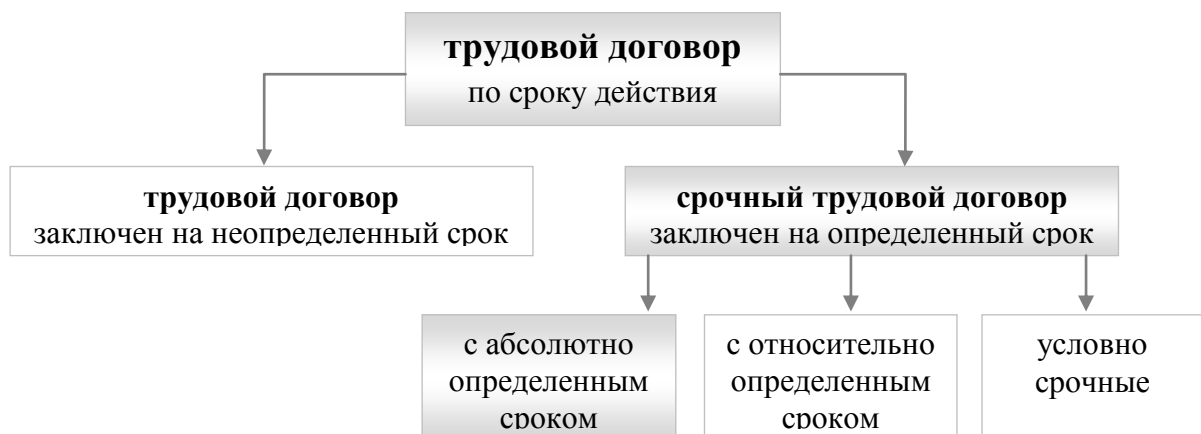 трудовой договор
по сроку действия
трудовой договор
заключен на неопределенный срок
срочный трудовой договор
заключен на определенный срок
с абсолютно
определенным
сроком
с относительно
определенным
сроком
условно
срочные